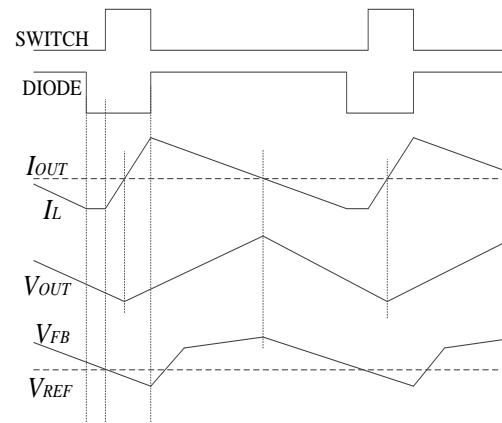 SWITCH
DIODE
IOUT
IL
VOUT
VFB
VREF